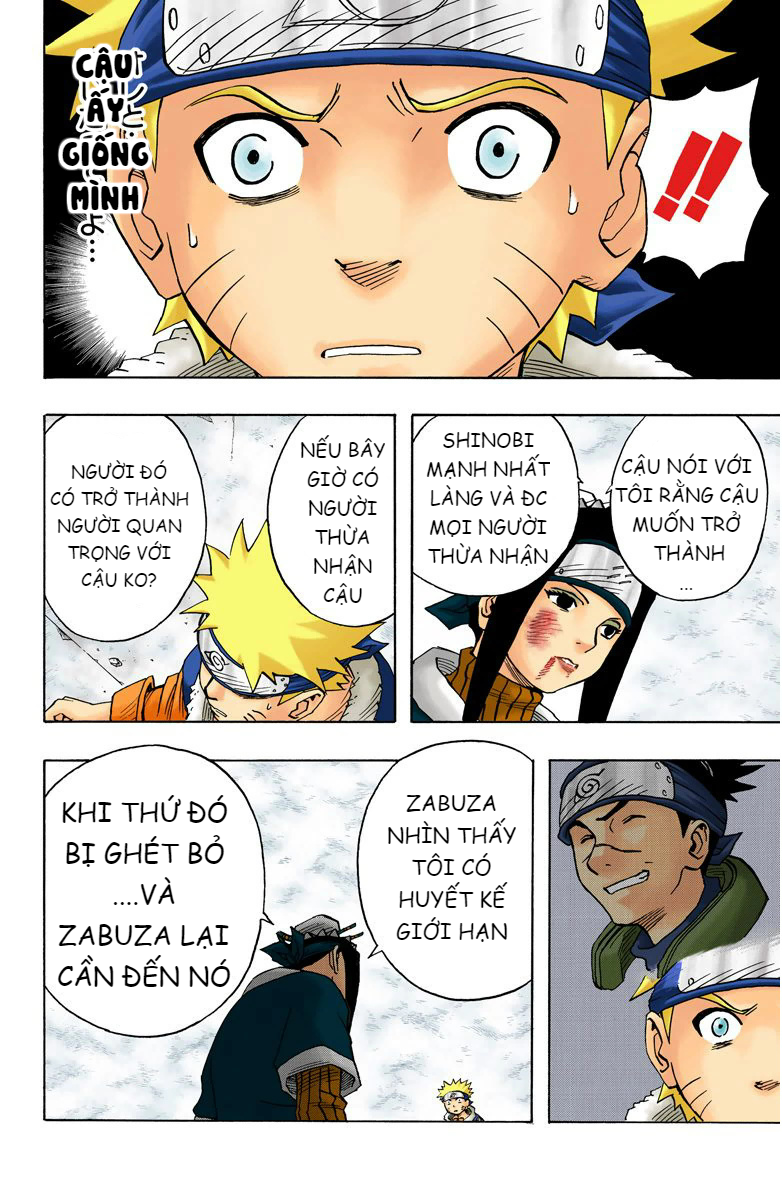 CẬU
ẤY
GIỐNG
MÌNH
よ…
!!
CẬU NÓI VỚI
TÔI RẰNG CẬU
MUỐN TRỞ
THÀNH
...
SHINOBI
MẠNH NHẤT
LÀNG VÀ ĐC
MỌI NGƯỜI
THỪA NHẬN
NẾU BÂY
GIỜ CÓ
NGƯỜI
THỪA
NHẬN
CẬU
NGƯỜI ĐÓ
CÓ TRỞ THÀNH
NGƯỜI QUAN
TRỌNG VỚI
CẬU KO?
ZABUZA
NHÌN THẤY
TÔI CÓ
HUYẾT KẾ
GIỚI HẠN
KHI THỨ ĐÓ
BỊ GHÉT BỎ
....VÀ
ZABUZA LẠI
CẦN ĐẾN NÓ